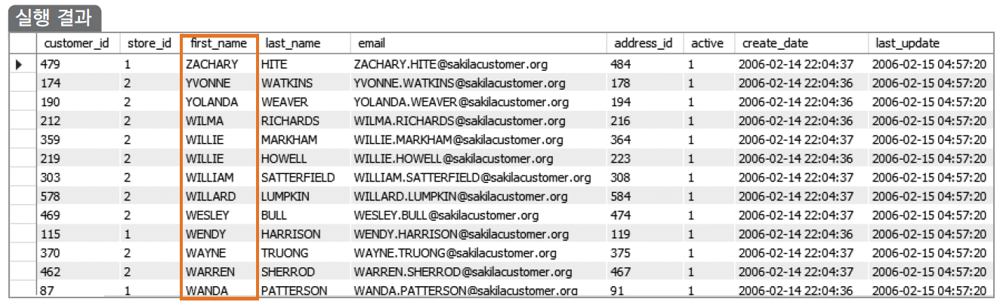 실행 결과
customer_id store_id first_name last_name email address_id active create_date last_update
479 1 ZACHARY HITE ZACHARY.HITE@sakilacustomer.org 484 1 2006-02-14 22:04:37 2006-02-15 04:57:20
174 2 YVONNE WATKINS YVONNE.WATKINS@sakilacustomer.org 178 1 2006-02-14 22:04:36 2006-02-15 04:57:20
190 2 YOLANDA WEAVER YOLANDA.WEAVER@sakilacustomer.org 194 1 2006-02-14 22:04:36 2006-02-15 04:57:20
212 2 WILMA RICHARDS WILMA.RICHARDS@sakilacustomer.org 216 1 2006-02-14 22:04:36 2006-02-15 04:57:20
359 2 WILLIE MARKHAM WILLIE.MARKHAM@sakilacustomer.org 364 1 2006-02-14 22:04:37 2006-02-15 04:57:20
219 2 WILLIE HOWELL WILLIE.HOWELL@sakilacustomer.org 223 1 2006-02-14 22:04:36 2006-02-15 04:57:20
303 2 WILLIAM SATTERFIELD WILLIAM.SATTERFIELD@sakilacustomer.org 308 1 2006-02-14 22:04:37 2006-02-15 04:57:20
578 2 WILLARD LUMPKIN WILLARD.LUMPKIN@sakilacustomer.org 584 1 2006-02-14 22:04:37 2006-02-15 04:57:20
469 2 WESLEY BULL WESLEY.BULL@sakilacustomer.org 474 1 2006-02-14 22:04:37 2006-02-15 04:57:20
115 1 WENDY HARRISON WENDY.HARRISON@sakilacustomer.org 119 1 2006-02-14 22:04:36 2006-02-15 04:57:20
370 2 WAYNE TRUONG WAYNE.TRUONG@sakilacustomer.org 375 1 2006-02-14 22:04:37 2006-02-15 04:57:20
462 2 WARREN SHERROD WARREN.SHERROD@sakilacustomer.org 467 1 2006-02-14 22:04:37 2006-02-15 04:57:20
87 1 WANDA PATTERSON WANDA.PATTERSON@sakilacustomer.org 91 1 2006-02-14 22:04:36 2006-02-15 04:57:20